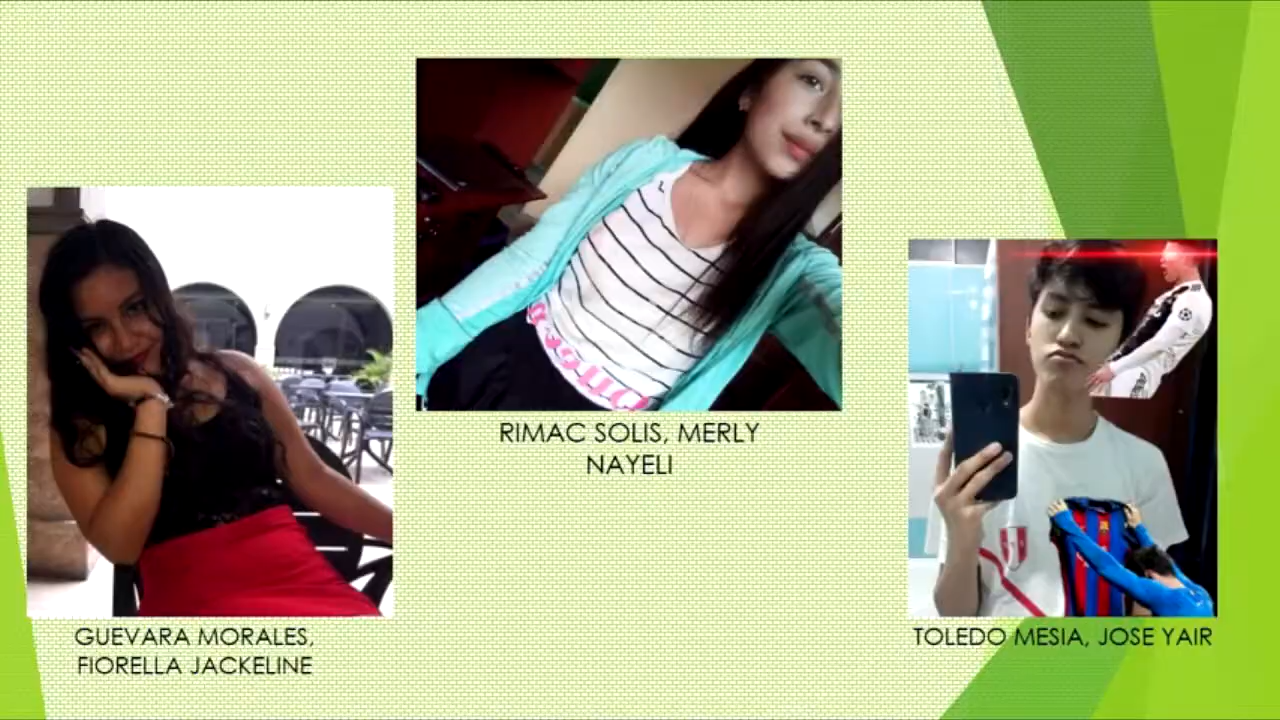 RIMAC SOLIS, MERLY
NAYELI
GUEVARA MORALES,
FIORELLA JACKELINE
TOLEDO MESIA, JOSE YAIR